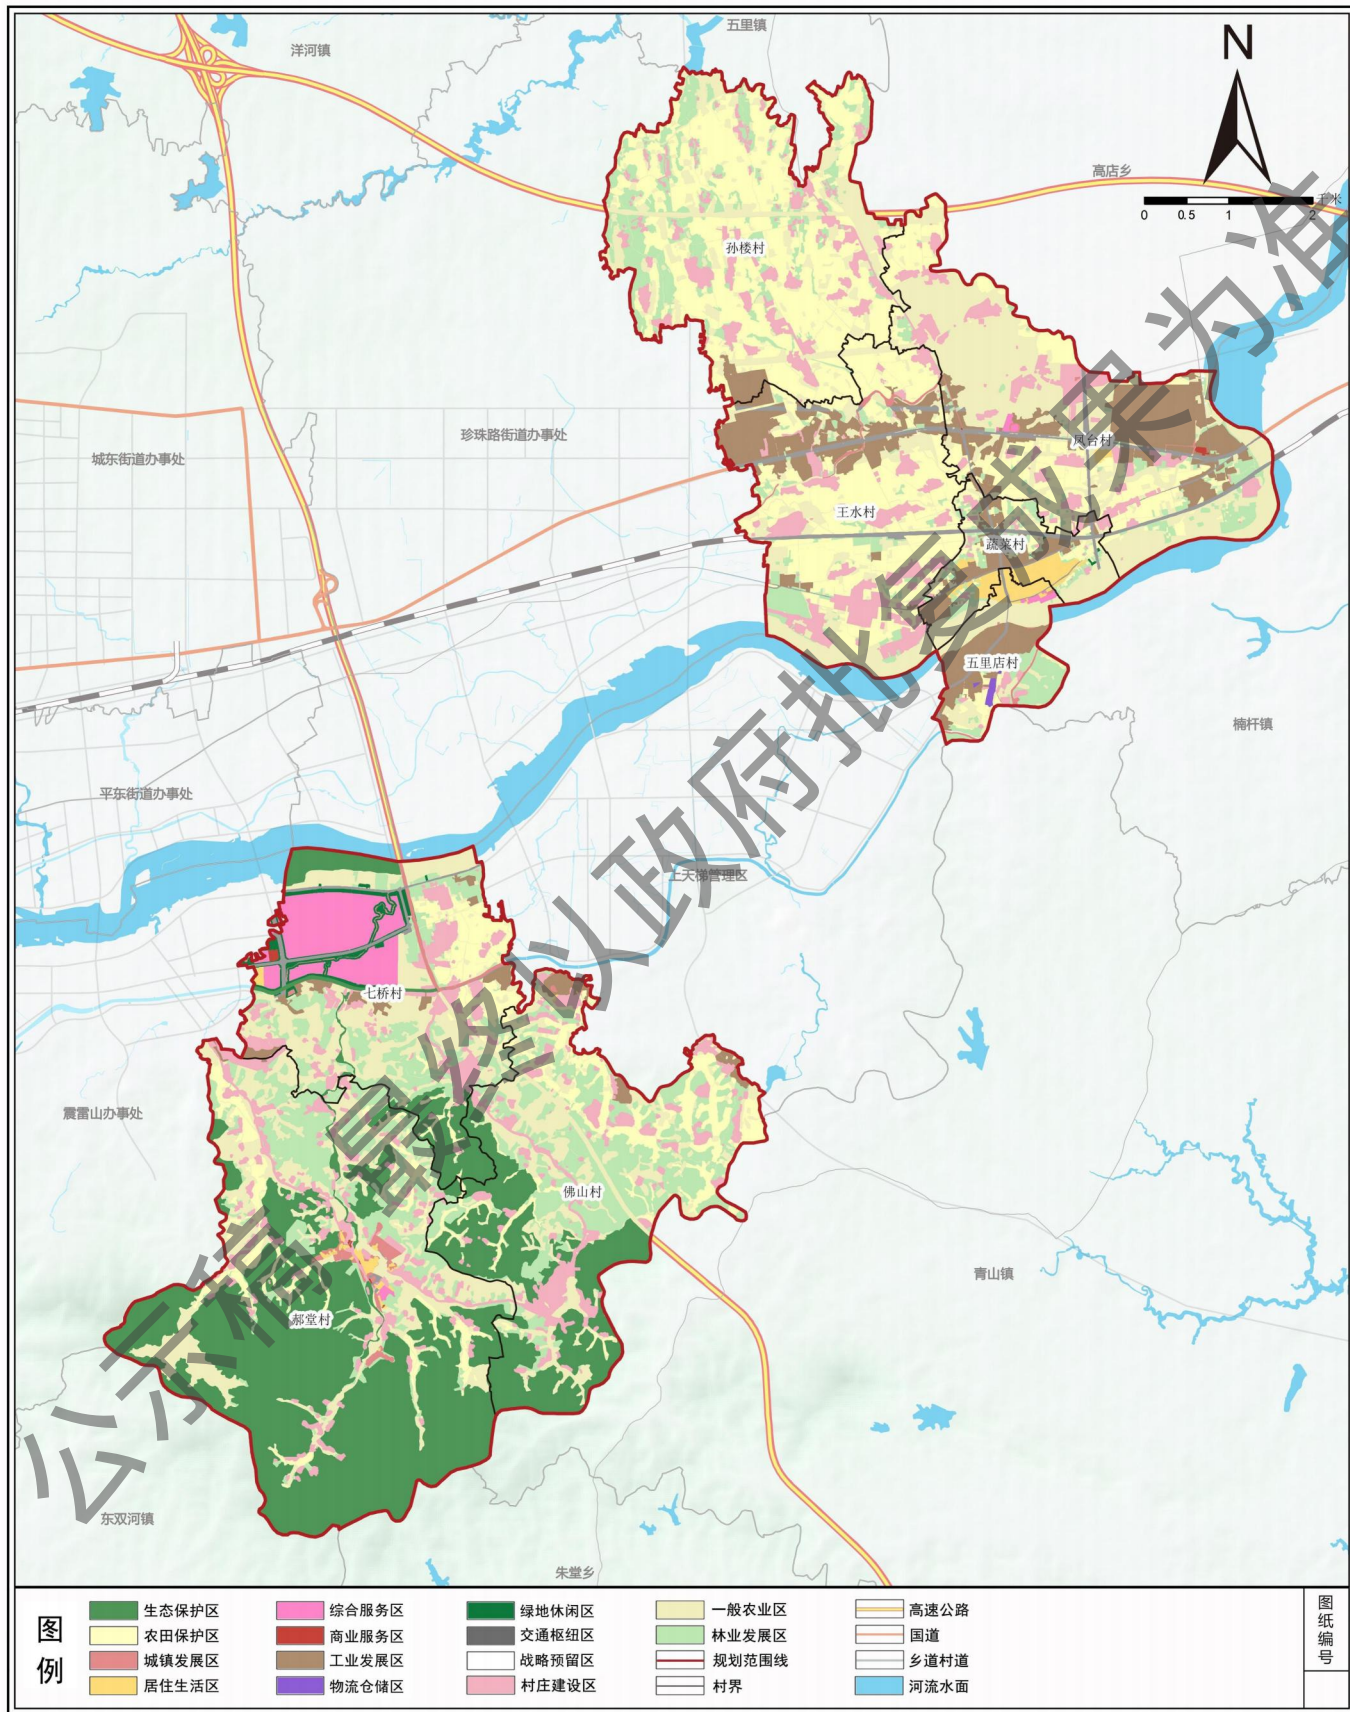 五里镇
洋河镇
N
高店乡
千米
0 0.5 1 2
孙楼村
珍珠路街道办事处
城东街道办事处
凤台村
王水村
蔬菜村
五里店村
楠杆镇
平东街道办事处
上天梯管理区
七桥村
震雷山办事处
佛山村
青山镇
郝堂村
东双河镇
朱堂乡
公示稿 最终以政府批复成果为准
图例
生态保护区
农田保护区
城镇发展区
居住生活区
综合服务区
商业服务区
工业发展区
物流仓储区
绿地休闲区
交通枢纽区
战略预留区
村庄建设区
一般农业区
林业发展区
规划范围线
村界
高速公路
国道
乡道村道
河流水面
图纸编号